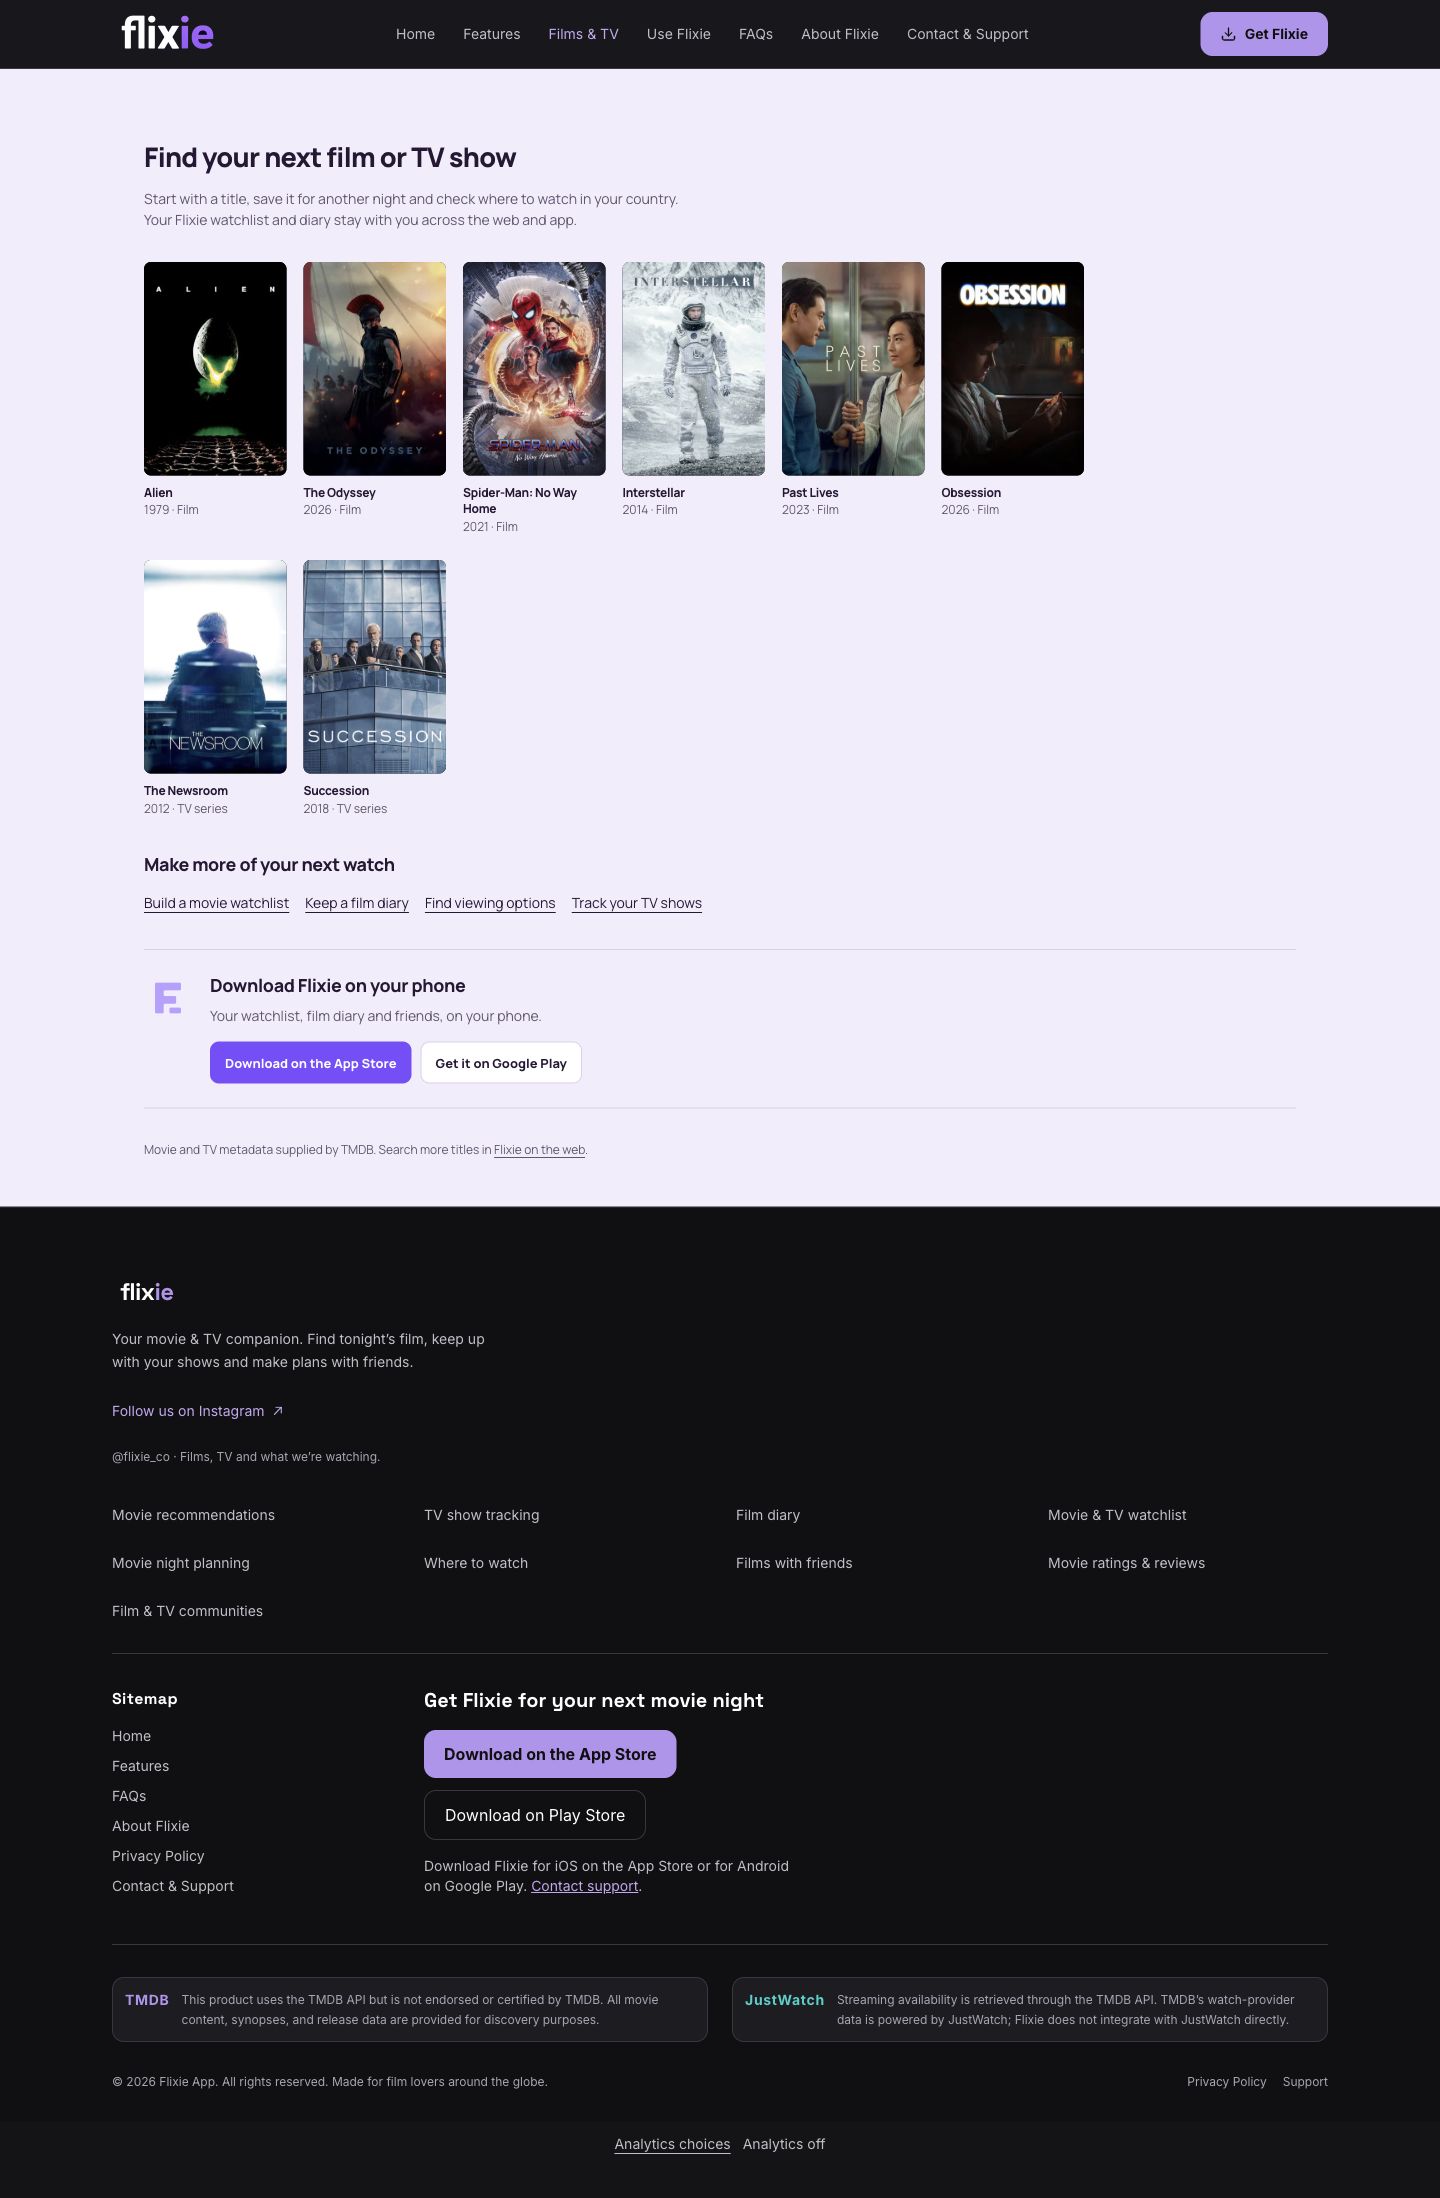 flixie
Home Features Films & TV Use Flixie FAQs About Flixie Contact & Support
Get Flixie
Find your next film or TV show
Start with a title, save it for another night and check where to watch in your country.
Your Flixie watchlist and diary stay with you across the web and app.
ALIEN
THE ODYSSEY
SPIDER-MAN
No Way Home
INTERSTELLAR
PAST
LIVES
OBSESSION
Alien
1979 · Film
The Odyssey
2026 · Film
Spider-Man: No Way
Home
2021 · Film
Interstellar
2014 · Film
Past Lives
2023 · Film
Obsession
2026 · Film
THE
NEWSROOM
SUCCESSION
The Newsroom
2012 · TV series
Succession
2018 · TV series
Make more of your next watch
Build a movie watchlist Keep a film diary Find viewing options Track your TV shows
Download Flixie on your phone
Your watchlist, film diary and friends, on your phone.
Download on the App Store Get it on Google Play
Movie and TV metadata supplied by TMDB. Search more titles in Flixie on the web.
flixie
Your movie & TV companion. Find tonight's film, keep up
with your shows and make plans with friends.
Follow us on Instagram ↗
@flixie_co · Films, TV and what we're watching.
Movie recommendations TV show tracking Film diary Movie & TV watchlist
Movie night planning Where to watch Films with friends Movie ratings & reviews
Film & TV communities
Sitemap
Home
Features
FAQs
About Flixie
Privacy Policy
Contact & Support
Get Flixie for your next movie night
Download on the App Store
Download on Play Store
Download Flixie for iOS on the App Store or for Android
on Google Play. Contact support.
TMDB
This product uses the TMDB API but is not endorsed or certified by TMDB. All movie
content, synopses, and release data are provided for discovery purposes.
JustWatch
Streaming availability is retrieved through the TMDB API. TMDB's watch-provider
data is powered by JustWatch; Flixie does not integrate with JustWatch directly.
© 2026 Flixie App. All rights reserved. Made for film lovers around the globe.
Privacy Policy Support
Analytics choices Analytics off